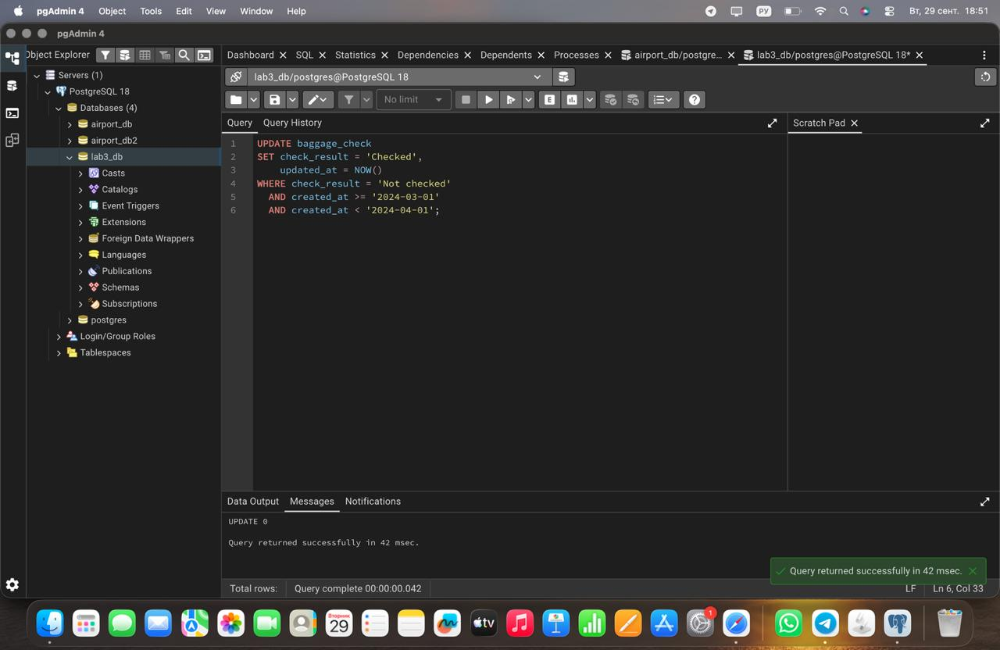 pgAdmin 4 Object Tools Edit View Window Help РУ Вт, 29 сент. 18:51
pgAdmin 4
Object Explorer
Dashboard SQL Statistics Dependencies Dependents Processes airport_db/postgre... lab3_db/postgres@PostgreSQL 18*
Servers (1)
PostgreSQL 18
Databases (4)
airport_db
airport_db2
lab3_db
Casts
Catalogs
Event Triggers
Extensions
Foreign Data Wrappers
Languages
Publications
Schemas
Subscriptions
postgres
Login/Group Roles
Tablespaces
lab3_db/postgres@PostgreSQL 18
No limit
E
Query Query History
Scratch Pad
1 UPDATE baggage_check
2 SET check_result = 'Checked',
3 updated_at = NOW()
4 WHERE check_result = 'Not checked'
5 AND created_at >= '2024-03-01'
6 AND created_at < '2024-04-01';
Data Output Messages Notifications
UPDATE 0
Query returned successfully in 42 msec.
Query returned successfully in 42 msec.
Total rows: Query complete 00:00:00.042 LF Ln 6, Col 33
Вторник
29
tv
1